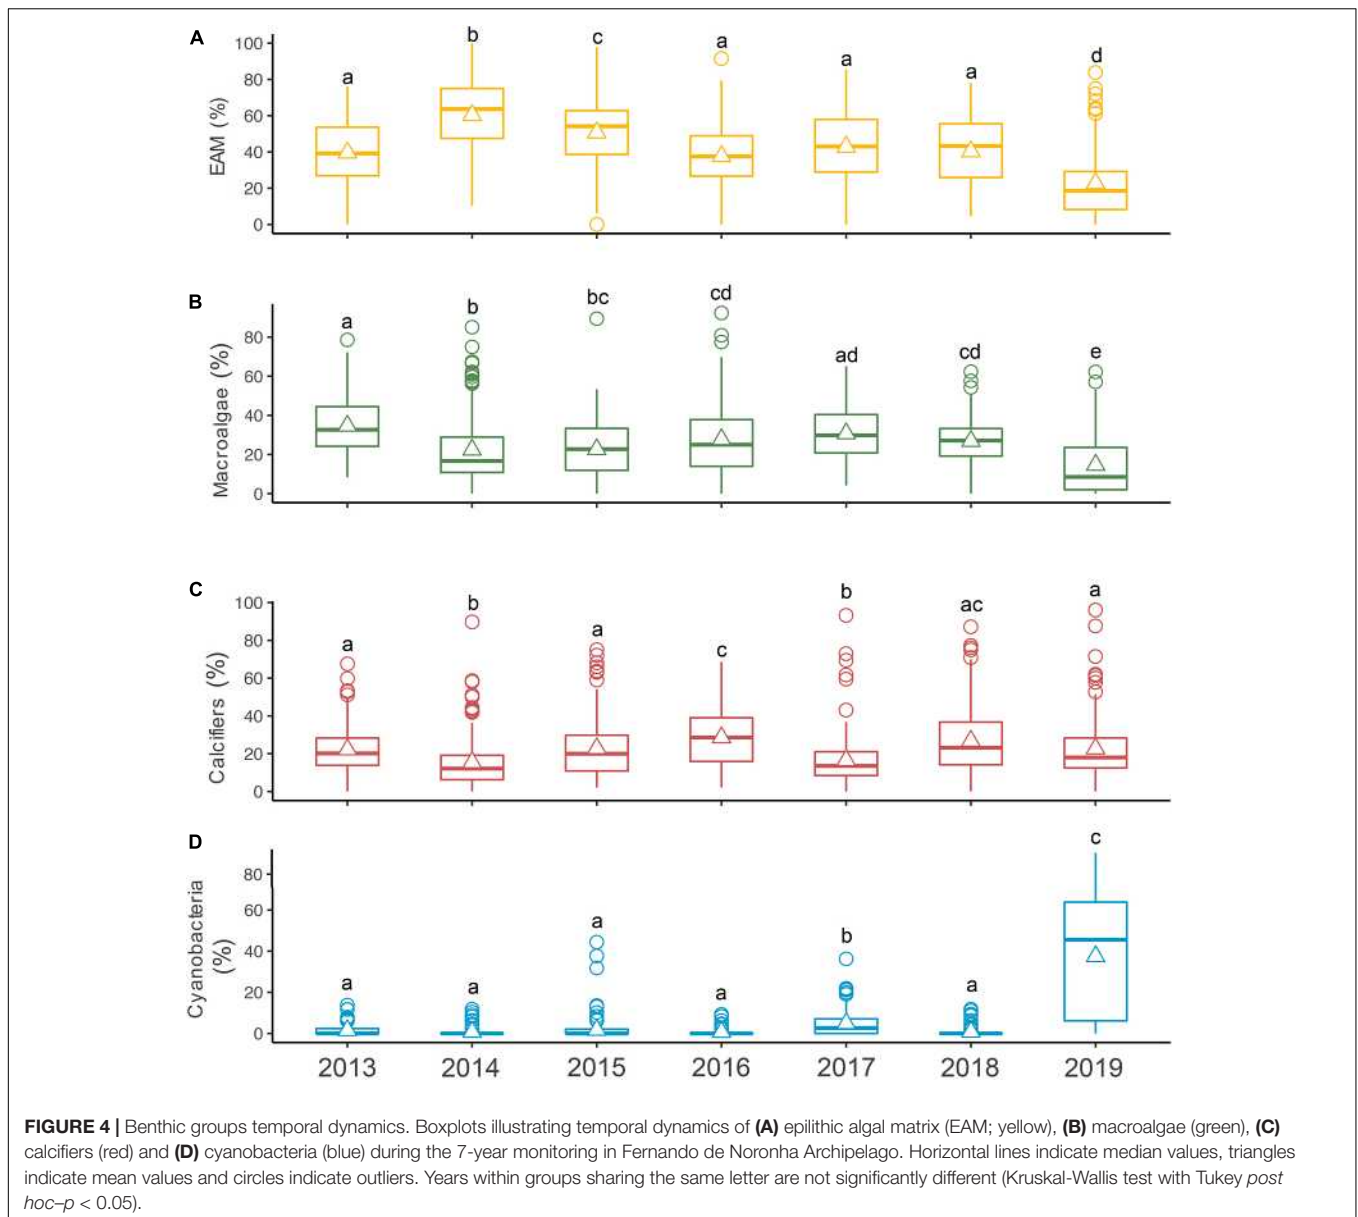 A
b
c
a
a
a
a
d
100
80
60
40
20
0
EAM (%)
B
a
b
bc
cd
ad
cd
e
80
60
40
20
0
Macroalgae (%)
C
a
b
a
c
b
ac
a
100
80
60
40
20
0
Calcifiers (%)
D
a
a
a
a
b
a
c
80
60
40
20
0
Cyanobacteria
(%)
2013 2014 2015 2016 2017 2018 2019
FIGURE 4 | Benthic groups temporal dynamics. Boxplots illustrating temporal dynamics of (A) epilithic algal matrix (EAM; yellow), (B) macroalgae (green), (C)
calcifiers (red) and (D) cyanobacteria (blue) during the 7-year monitoring in Fernando de Noronha Archipelago. Horizontal lines indicate median values, triangles
indicate mean values and circles indicate outliers. Years within groups sharing the same letter are not significantly different (Kruskal-Wallis test with Tukey post
hoc–p < 0.05).